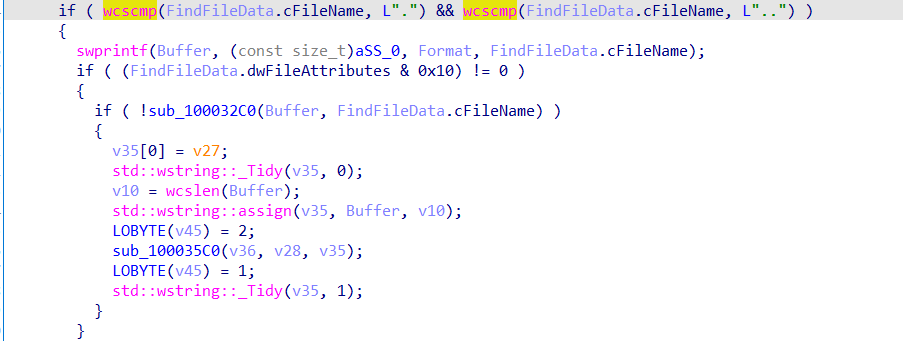 if ( wcscmp(FindFileData.cFileName, L".") && wcscmp(FindFileData.cFileName, L"..") )
{
swprintf(Buffer, (const size_t)aSS_0, Format, FindFileData.cFileName);
if ( (FindFileData.dwFileAttributes & 0x10) != 0 )
{
if ( !sub_100032C0(Buffer, FindFileData.cFileName) )
{
v35[0] = v27;
std::wstring::_Tidy(v35, 0);
v10 = wcslen(Buffer);
std::wstring::assign(v35, Buffer, v10);
LOBYTE(v45) = 2;
sub_100035C0(v36, v28, v35);
LOBYTE(v45) = 1;
std::wstring::_Tidy(v35, 1);
}
}